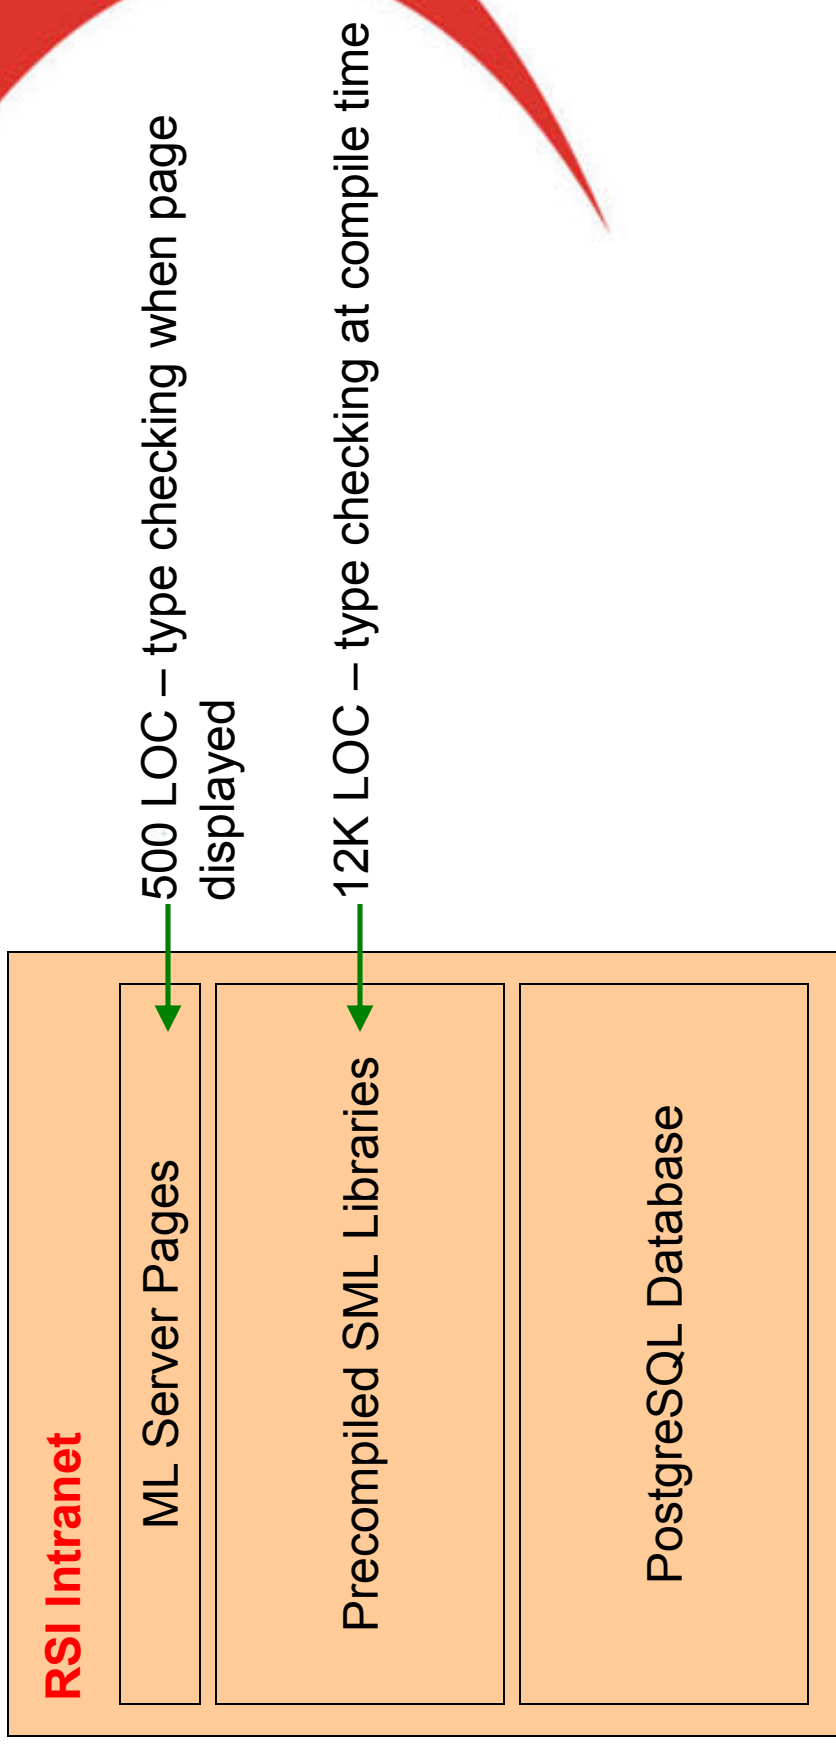 RSI Intranet
ML Server Pages
500 LOC – type checking when page
displayed
Precompiled SML Libraries
12K LOC – type checking at compile time
PostgreSQL Database